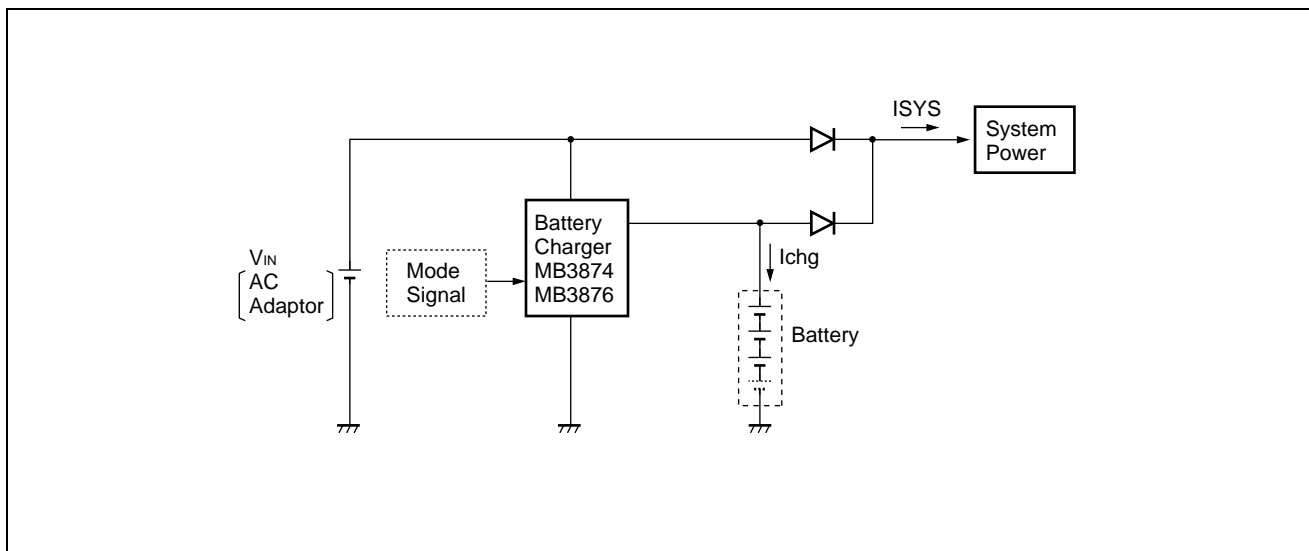 ISYS
System
Power
Battery
Charger
MB3874
MB3876
Mode
Signal
VIN
AC
Adaptor
Ichg
Battery